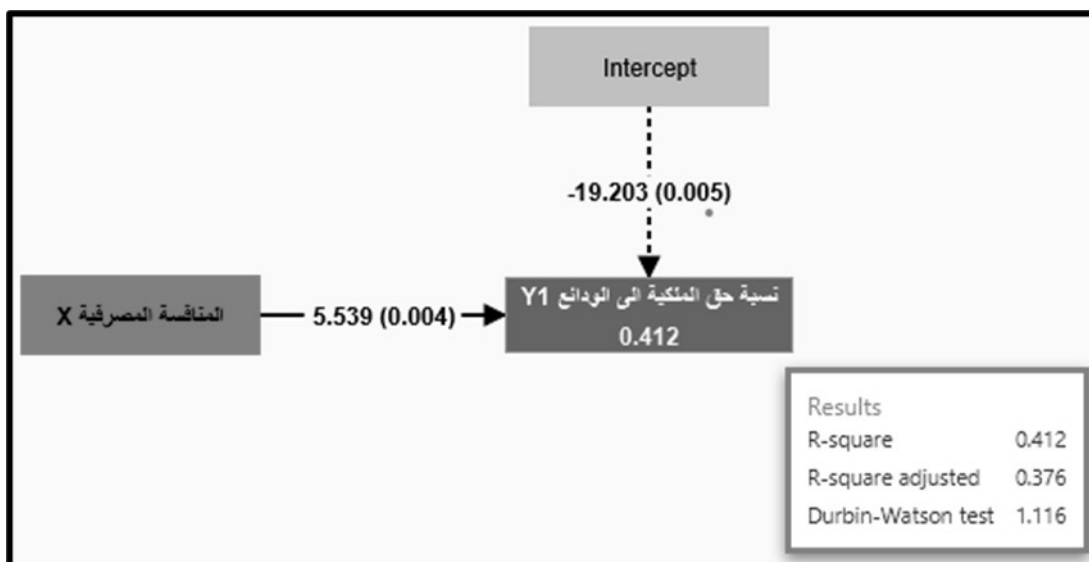 Intercept
-19.203 (0.005)
المنافسة المصرفية X
5.539 (0.004)
نسبة حق الملكية الى الودائع Y1
0.412
Results
R-square 0.412
R-square adjusted 0.376
Durbin-Watson test 1.116